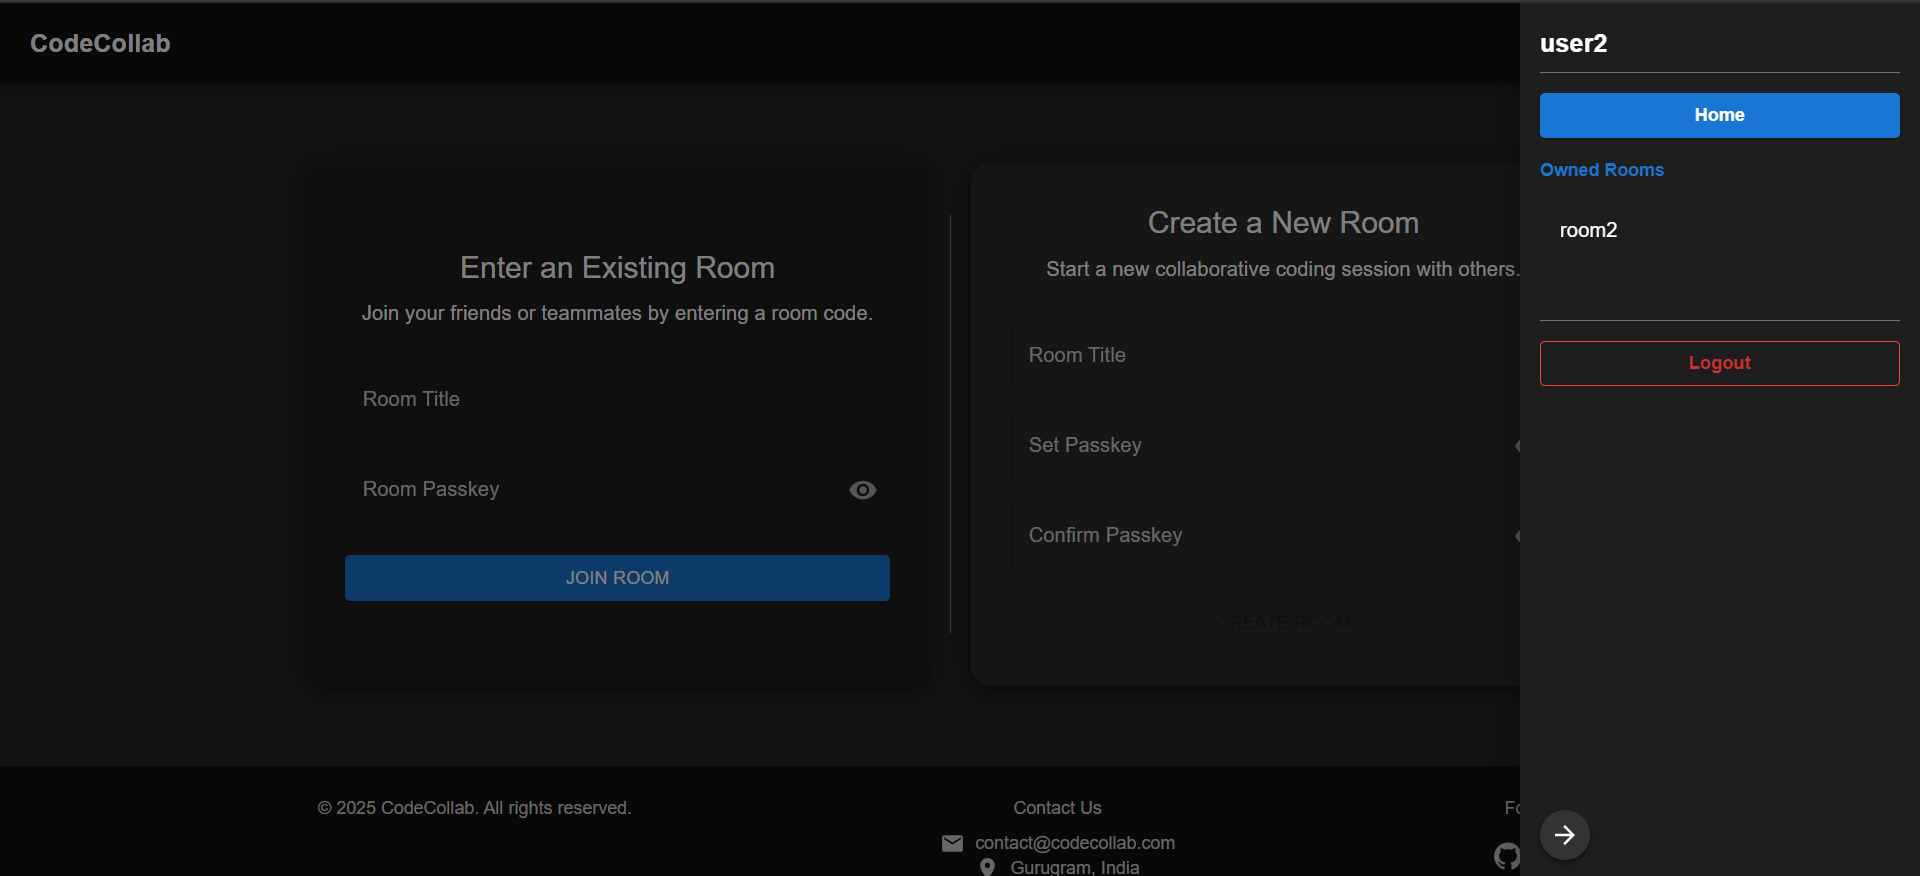 CodeCollab
Enter an Existing Room
Join your friends or teammates by entering a room code.
Room Title
Room Passkey
JOIN ROOM
Create a New Room
Start a new collaborative coding session with others.
Room Title
Set Passkey
Confirm Passkey
CREATE ROOM
© 2025 CodeCollab. All rights reserved.
Contact Us
contact@codecollab.com
Gurugram, India
user2
Home
Owned Rooms
room2
Logout